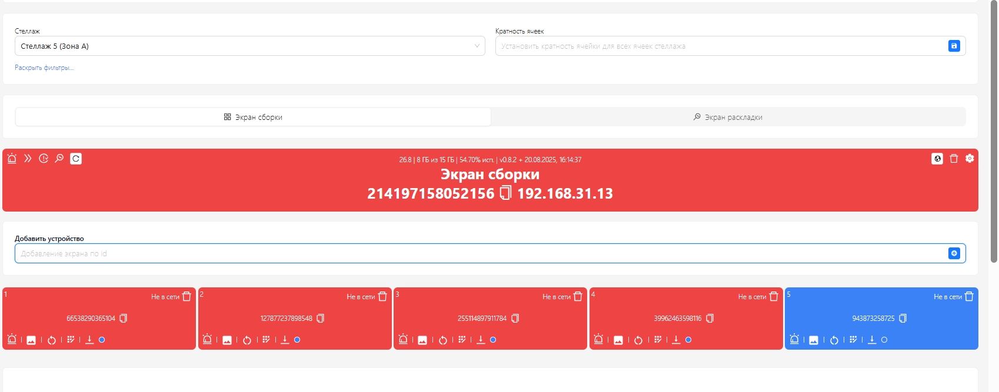 Стеллаж
Стеллаж 5 (Зона А)
Раскрыть фильтры...
Кратность ячеек
Установить кратность ячейки для всех ячеек стеллажа
Экран сборки
Экран раскладки
26.8 | 8 ГБ из 15 ГБ | 54.70% исп. | v0.8.2 + 20.08.2025, 16:14:37
Экран сборки
214197158052156 192.168.31.13
Добавить устройство
Добавление экрана по id
1 Не в сети
66538290365104
2 Не в сети
127877237898548
3 Не в сети
255114897911784
4 Не в сети
39962463598116
5 Не в сети
943873258725